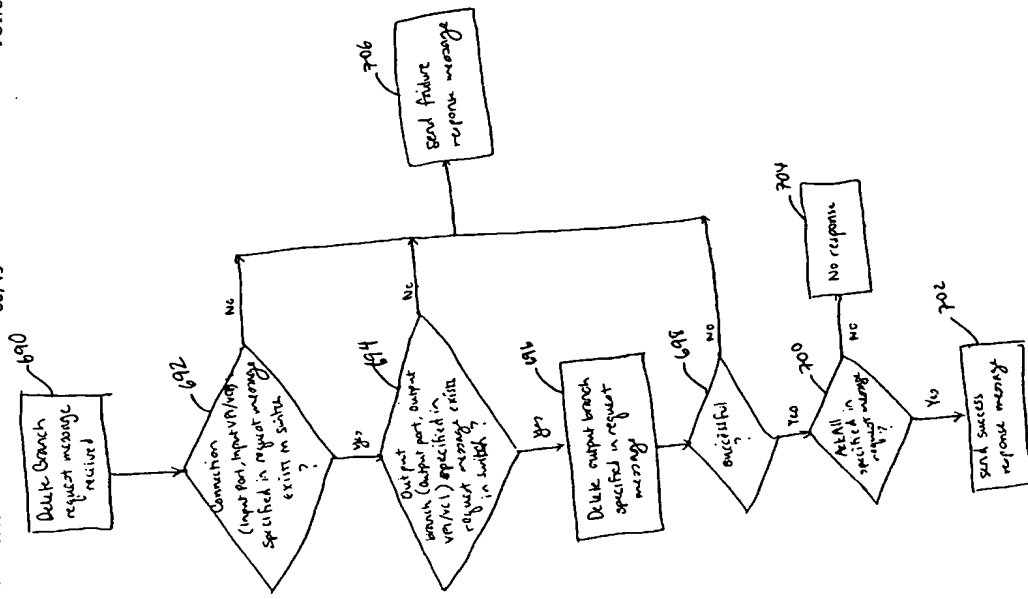 690
Delete Branch
request message
received
692
Connection
(Input Port, Input VPI/VCI)
specified in request message
exists in switch
?
No
Yes
694
Output
branch (output port, output
VPI/VCI) specified in
request message exists
in switch ?
No
Yes
696
Delete output branch
specified in request
message
698
successful
?
No
Yes
700
AckAll
specified in
request message
?
No
Yes
702
send success
response message
704
No response
706
send failure
response message